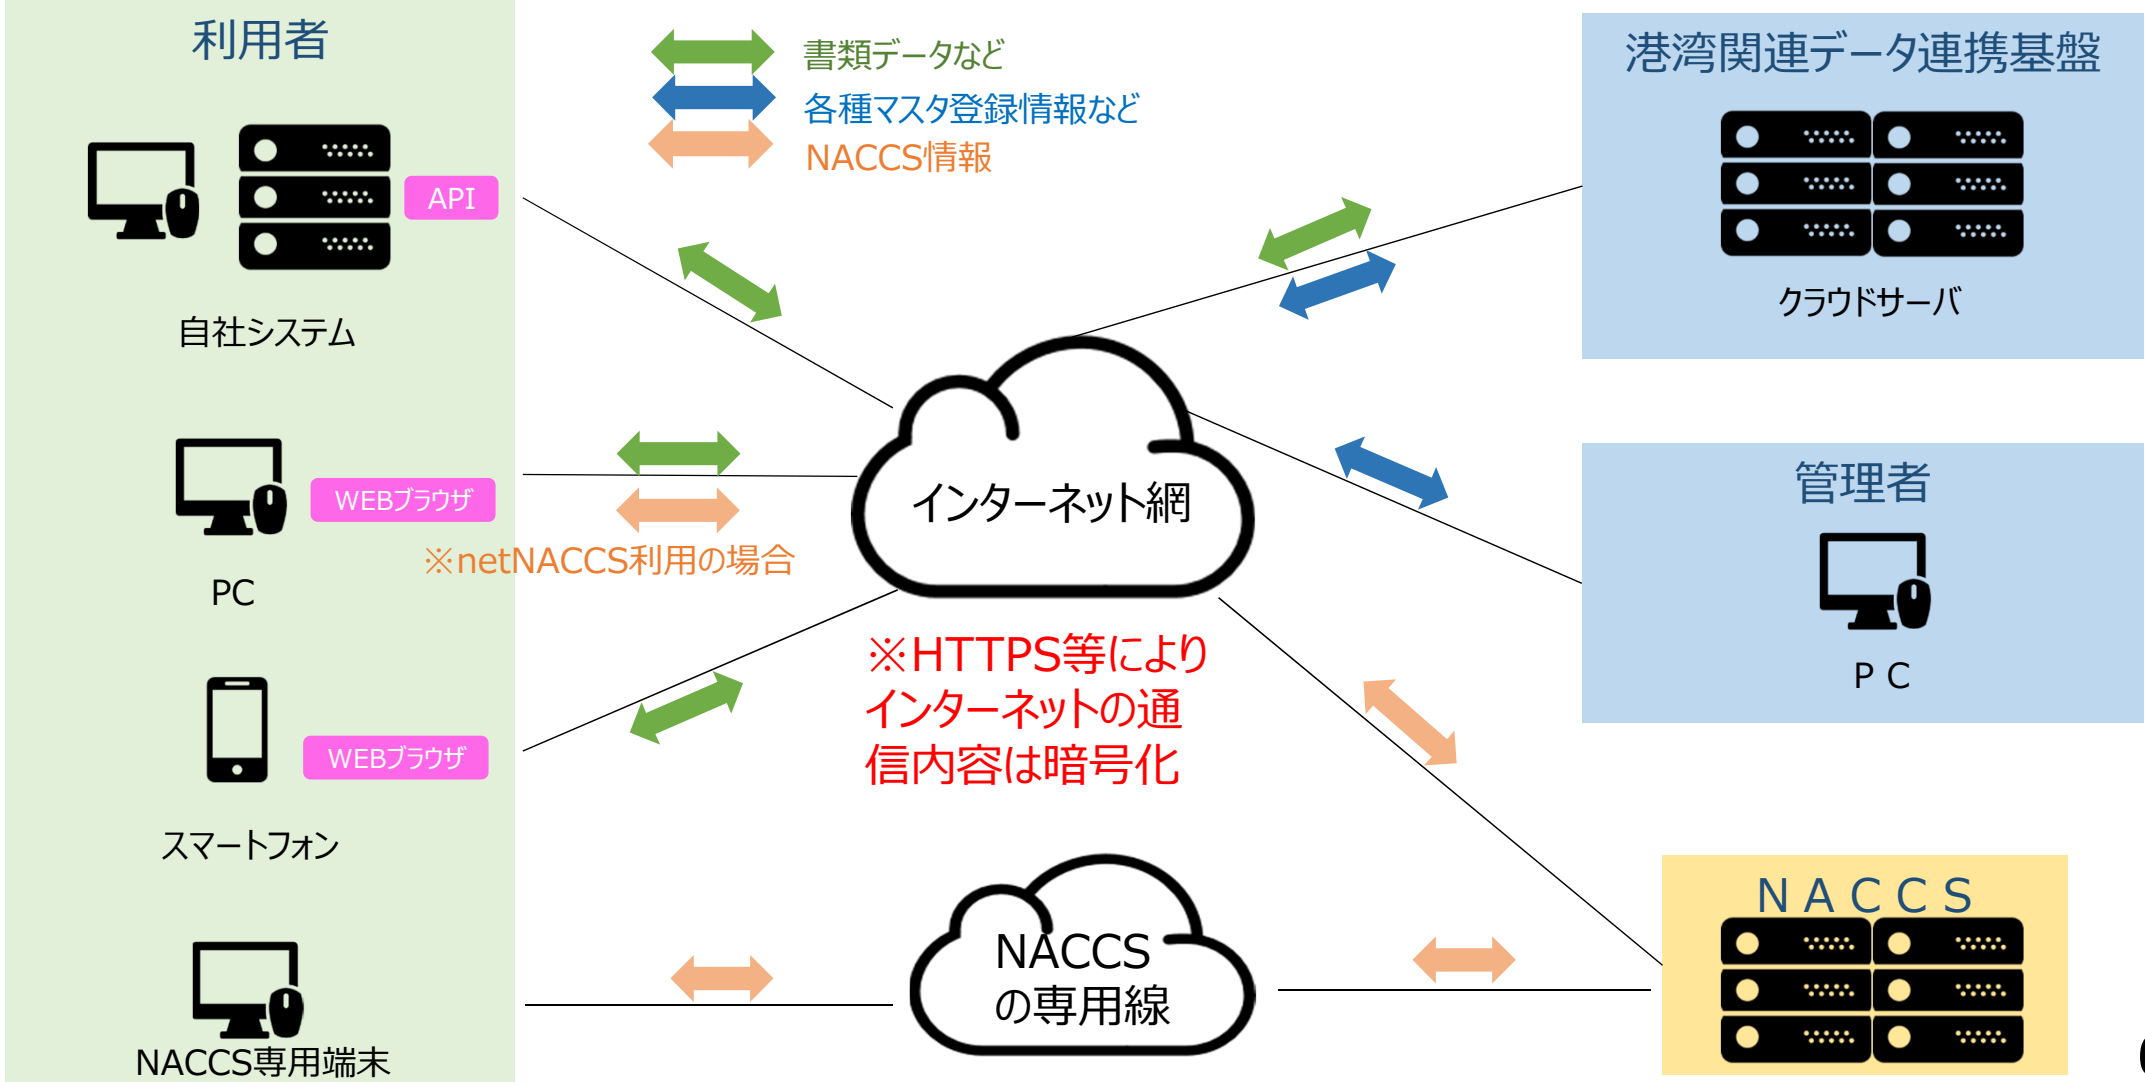 利用者
書類データなど
各種マスタ登録情報など
NACCS情報
港湾関連データ連携基盤
API
自社システム
クラウドサーバ
WEBブラウザ
PC
※netNACCS利用の場合
インターネット網
管理者
ＰＣ
※HTTPS等により
インターネットの通
信内容は暗号化
WEBブラウザ
スマートフォン
NACCS専用端末
NACCS
の専用線
ＮＡＣＣＳ